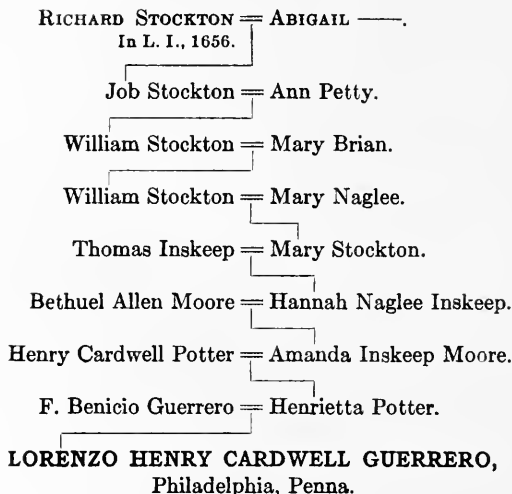 RICHARD STOCKTON = ABIGAIL ——.
In L. I., 1656.
Job Stockton = Ann Petty.
William Stockton = Mary Brian.
William Stockton = Mary Naglee.
Thomas Inskeep = Mary Stockton.
Bethuel Allen Moore = Hannah Naglee Inskeep.
Henry Cardwell Potter = Amanda Inskeep Moore.
F. Benicio Guerrero = Henrietta Potter.
LORENZO HENRY CARDWELL GUERRERO,
Philadelphia, Penna.